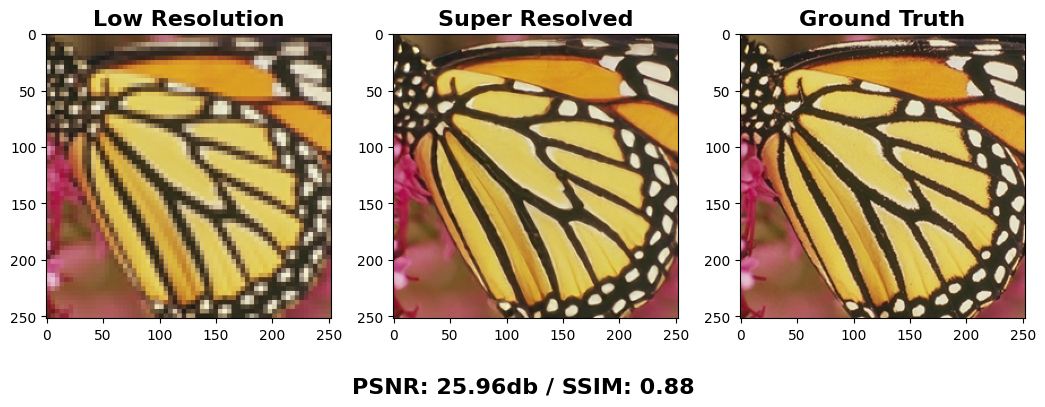 Low Resolution Super Resolved Ground Truth
0 0 0
50 50 50
100 100 100
150 150 150
200 200 200
250 250 250
0 50 100 150 200 250 0 50 100 150 200 250 0 50 100 150 200 250
PSNR: 25.96db / SSIM: 0.88